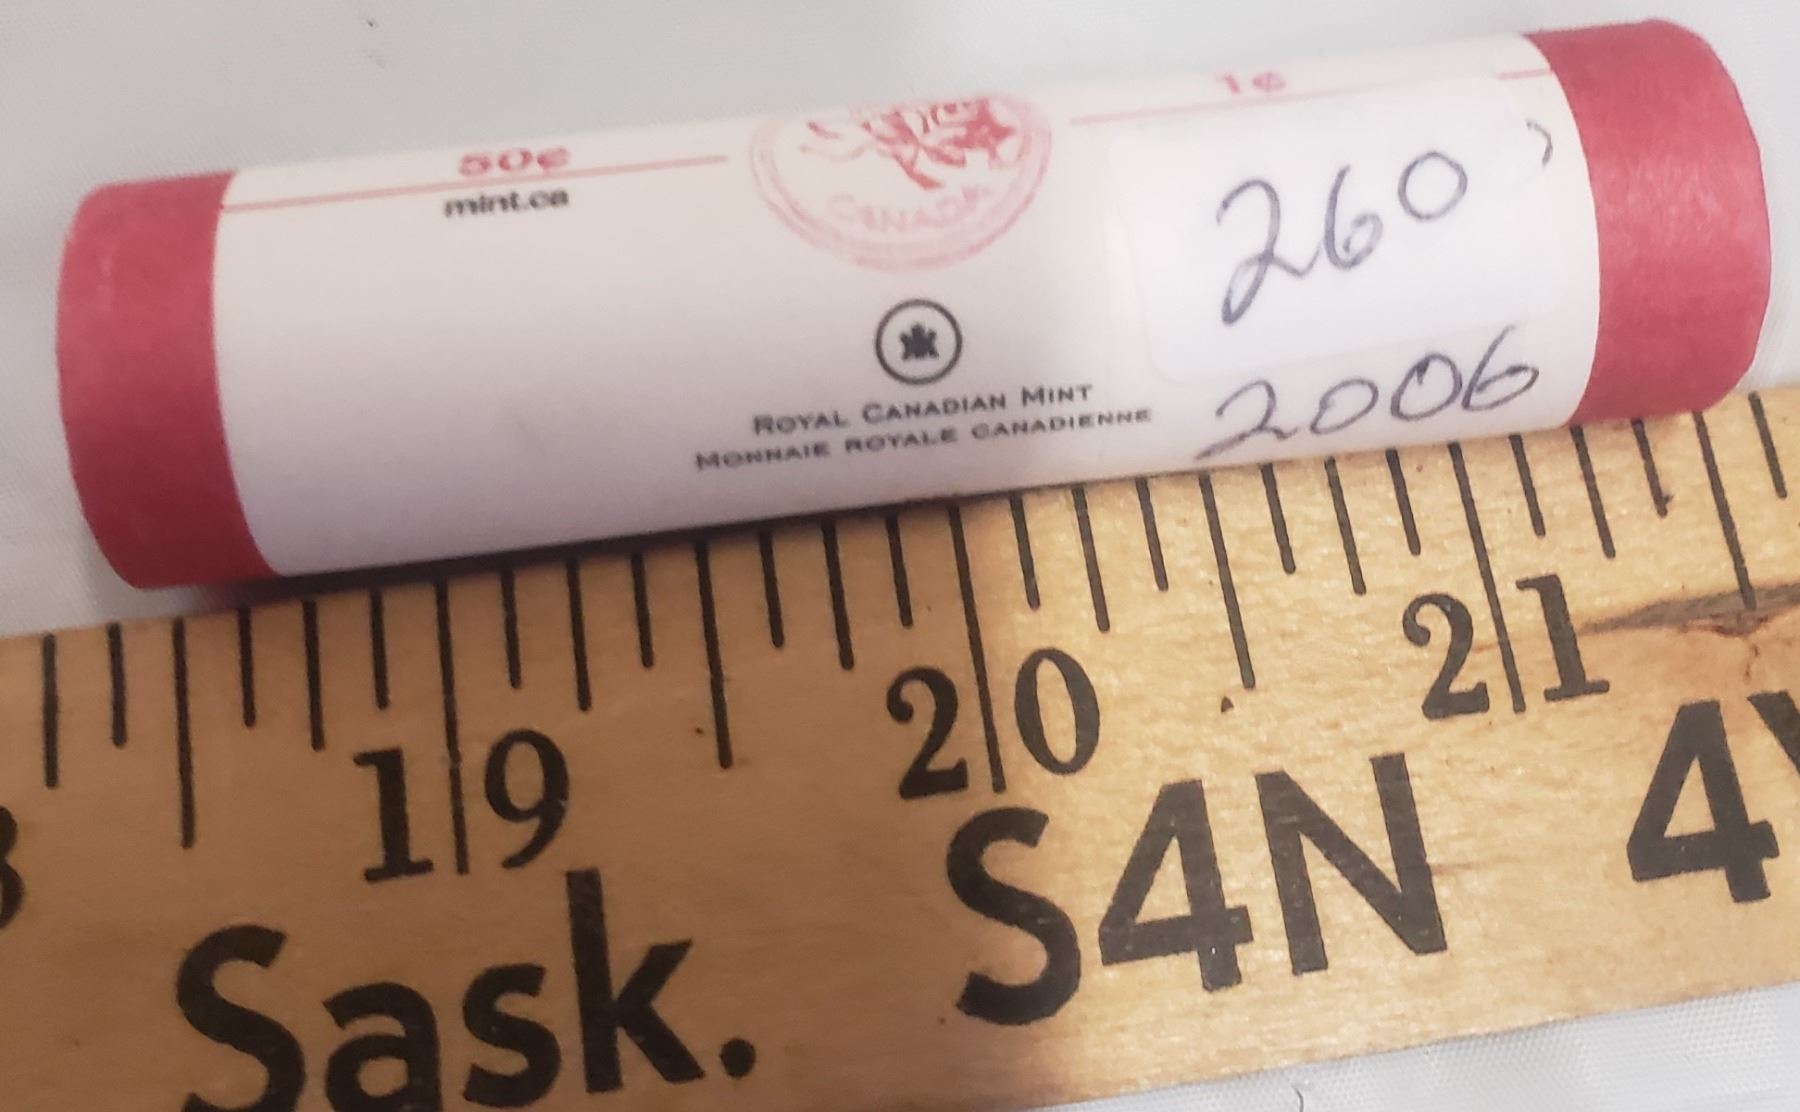 50¢
mint.ca
CANADA
1¢
260
2006
ROYAL CANADIAN MINT
MONNAIE ROYALE CANADIENNE
19
20
21
Sask.
S4N